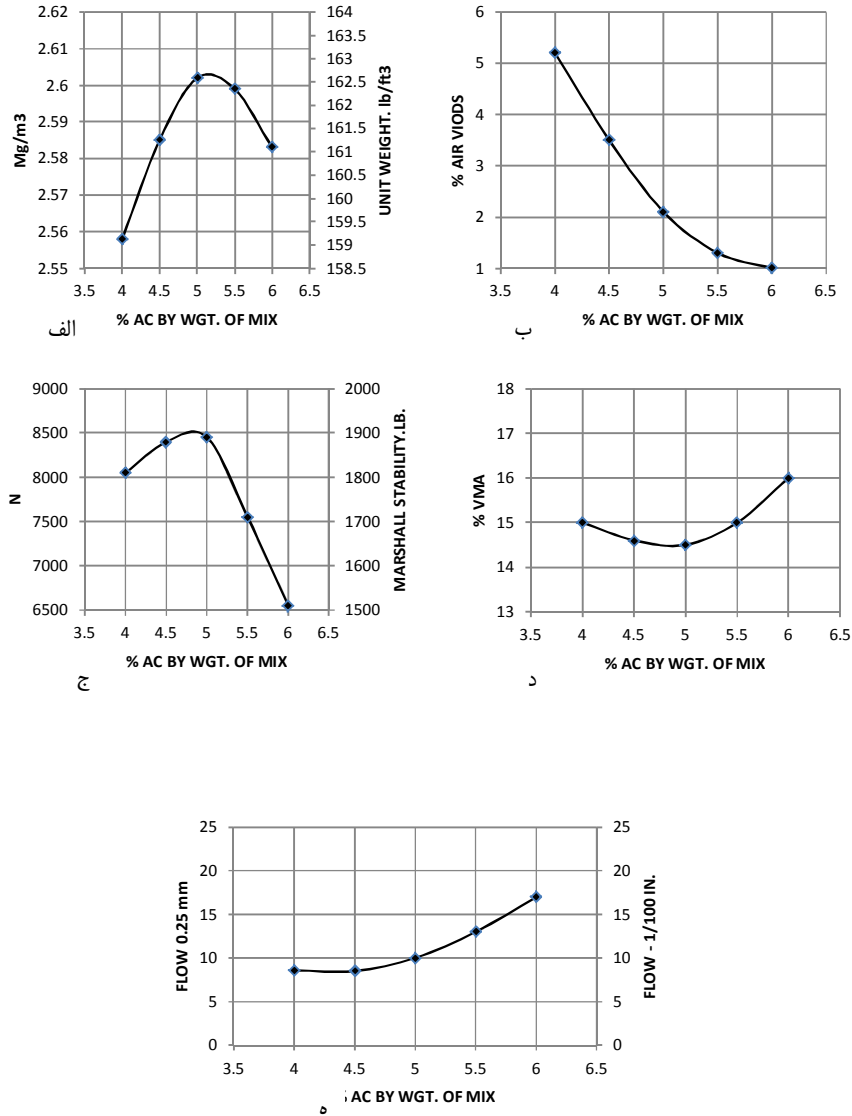 2.62
2.61
2.6
2.59
2.58
2.57
2.56
2.55
Mg/m3
164
163.5
163
162.5
162
161.5
161
160.5
160
159.5
159
158.5
UNIT WEIGHT. lb/ft3
3.5 4 4.5 5 5.5 6 6.5
% AC BY WGT. OF MIX
الف
6
5
4
3
2
1
% AIR VIODS
3.5 4 4.5 5 5.5 6 6.5
% AC BY WGT. OF MIX
ب
9000
8500
8000
7500
7000
6500
N
2000
1900
1800
1700
1600
1500
MARSHALL STABILITY.LB.
3.5 4 4.5 5 5.5 6 6.5
% AC BY WGT. OF MIX
ج
18
17
16
15
14
13
% VMA
3.5 4 4.5 5 5.5 6 6.5
% AC BY WGT. OF MIX
د
25
20
15
10
5
0
FLOW 0.25 mm
25
20
15
10
5
0
FLOW - 1/100 IN.
3.5 4 4.5 5 5.5 6 6.5
AC BY WGT. OF MIX
ه